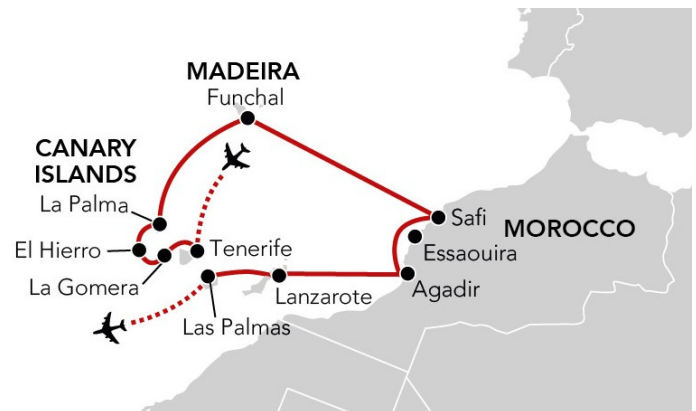 MADEIRA
Funchal
CANARY
ISLANDS
La Palma
El Hierro
La Gomera
Tenerife
Las Palmas
Lanzarote
Safi
MOROCCO
Essaouira
Agadir